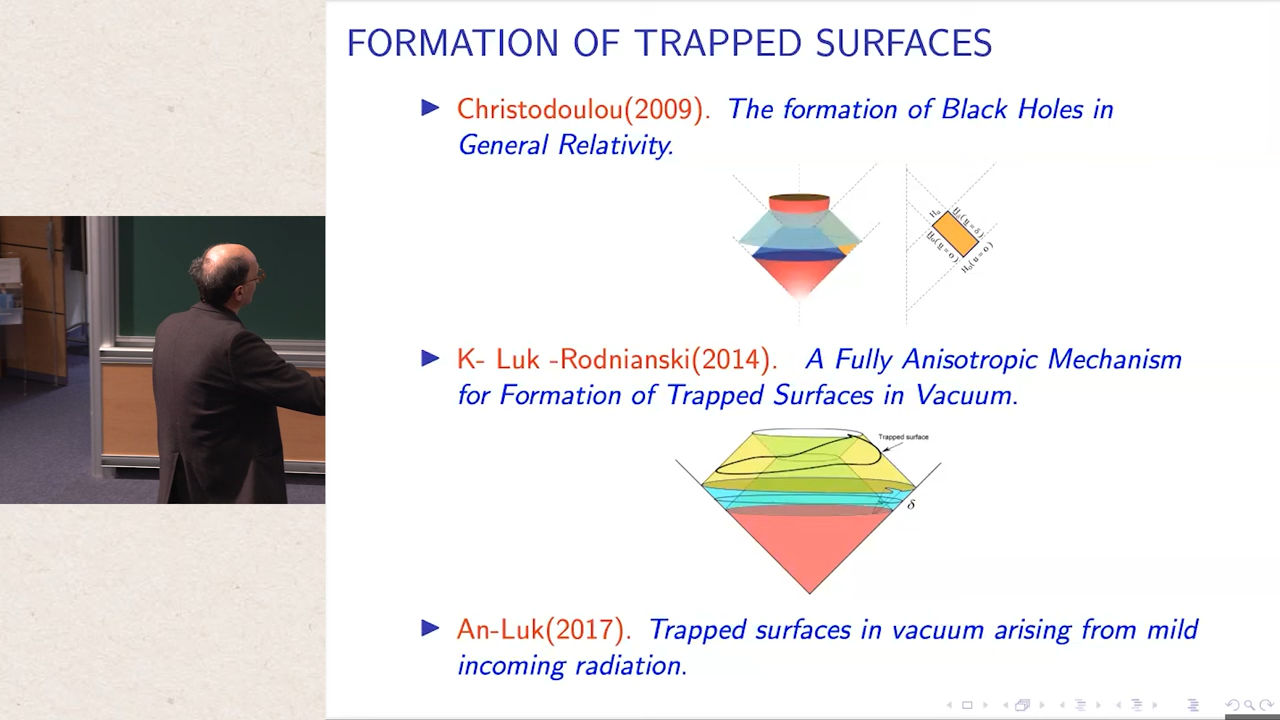 FORMATION OF TRAPPED SURFACES
Christodoulou(2009). The formation of Black Holes in
General Relativity.
K- Luk -Rodnianski(2014). A Fully Anisotropic Mechanism
for Formation of Trapped Surfaces in Vacuum.
Trapped surface
δ
An-Luk(2017). Trapped surfaces in vacuum arising from mild
incoming radiation.